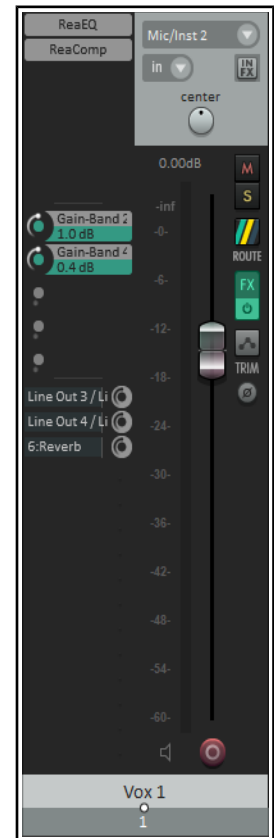 ReaEQ
ReaComp
Mic/Inst 2
in
IN
FX
center
0.00dB
M
S
-inf
-0-
ROUTE
Gain-Band 2
1.0 dB
Gain-Band 4
0.4 dB
-6-
FX
-12-
TRIM
-18-
Ø
Line Out 3 / Li
Line Out 4 / Li
-24-
6:Reverb
-30-
-36-
-42-
-48-
-54-
-60-
Vox 1
1